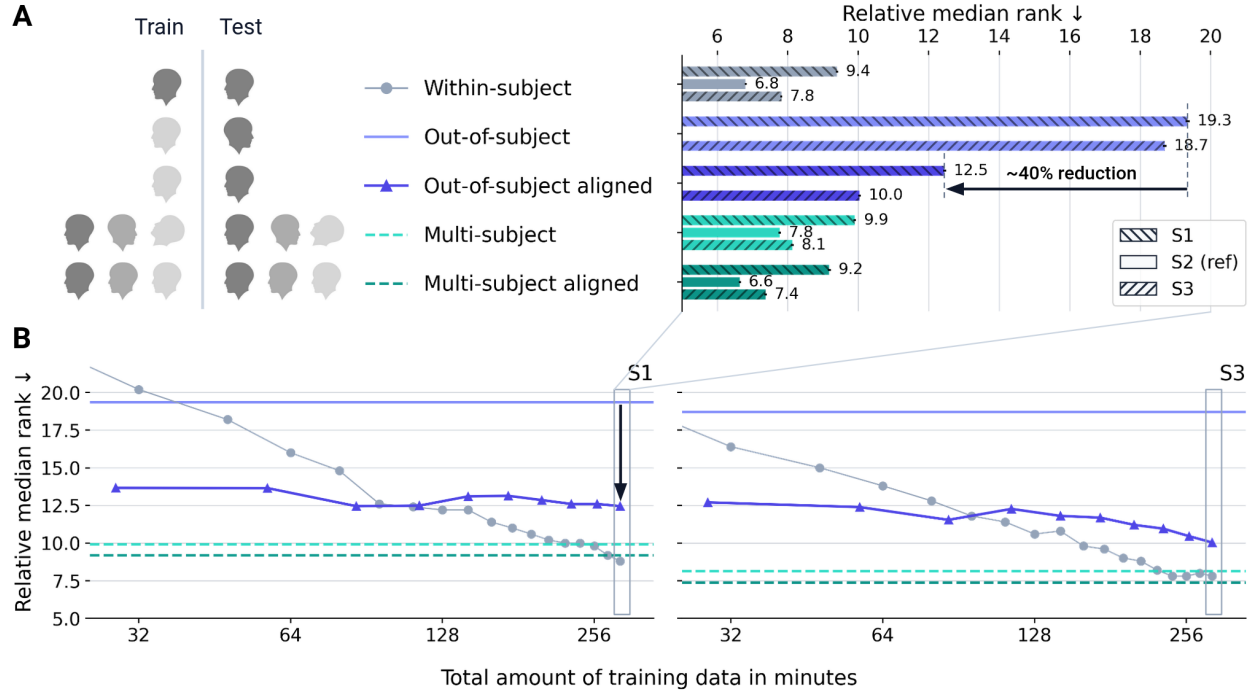 A
Train Test
Within-subject
Out-of-subject
Out-of-subject aligned
Multi-subject
Multi-subject aligned
Relative median rank ↓
6 8 10 12 14 16 18 20
9.4
6.8
7.8
19.3
18.7
12.5
~40% reduction
10.0
9.9
7.8
8.1
9.2
6.6
7.4
S1
S2 (ref)
S3
B
Relative median rank ↓
20.0
17.5
15.0
12.5
10.0
7.5
5.0
S1
32 64 128 256
S3
32 64 128 256
Total amount of training data in minutes